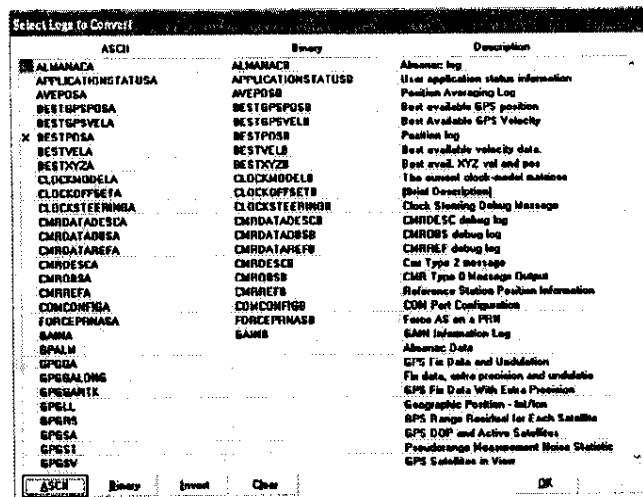 Select Logs to Convert
ASCII Binary Description
ALMANACA ALMANACB Almanac log
APPLICATIONSTATUSA APPLICATIONSTATUSB User application status information
AVEPOSA AVEPOSB Position Averaging Log
BESTGPSPOSA BESTGPSPOSB Best available GPS position
BESTGPSVELA BESTGPSVELB Best Available GPS Velocity
X BESTPOSA BESTPOSB Position log
BESTVELA BESTVELB Best available velocity data.
BESTXYZA BESTXYZB Best avail. XYZ vel and pos
CLOCKMODELA CLOCKMODELB The current clock-model matrices
CLOCKOFFSETA CLOCKOFFSETB (Brief Description)
CLOCKSTEERINGA CLOCKSTEERINGB Clock Steering Debug Message
CMRDATADESCA CMRDATADESCB CMRDESC debug log
CMRDATAOBSA CMRDATAOBSB CMROBS debug log
CMRDATAREFA CMRDATAREFB CMRREF debug log
CMRDESCA CMRDESCB Cmr Type 2 message
CMROBSA CMROBSB CMR Type 0 Message Output
CMRREFA CMRREFB Reference Station Position Information
COMCONFIGA COMCONFIGB COM Port Configuration
FORCEPRNASA FORCEPRNASB Force AS on a PRN
GAINA GAINB GAIN Information Log
GPALM Almanac Data
GPGGA GPS Fix Data and Undulation
GPGGALONG Fix data, extra precision and undulatio
GPGGARTK GPS Fix Data With Extra Precision
GPGLL Geographic Position - lat/lon
GPGRS GPS Range Residual for Each Satellite
GPGSA GPS DOP and Active Satellites
GPGST Pseudorange Measurement Noise Statistic
GPGSV GPS Satellites in View
ASCII Binary Invert Clear OK